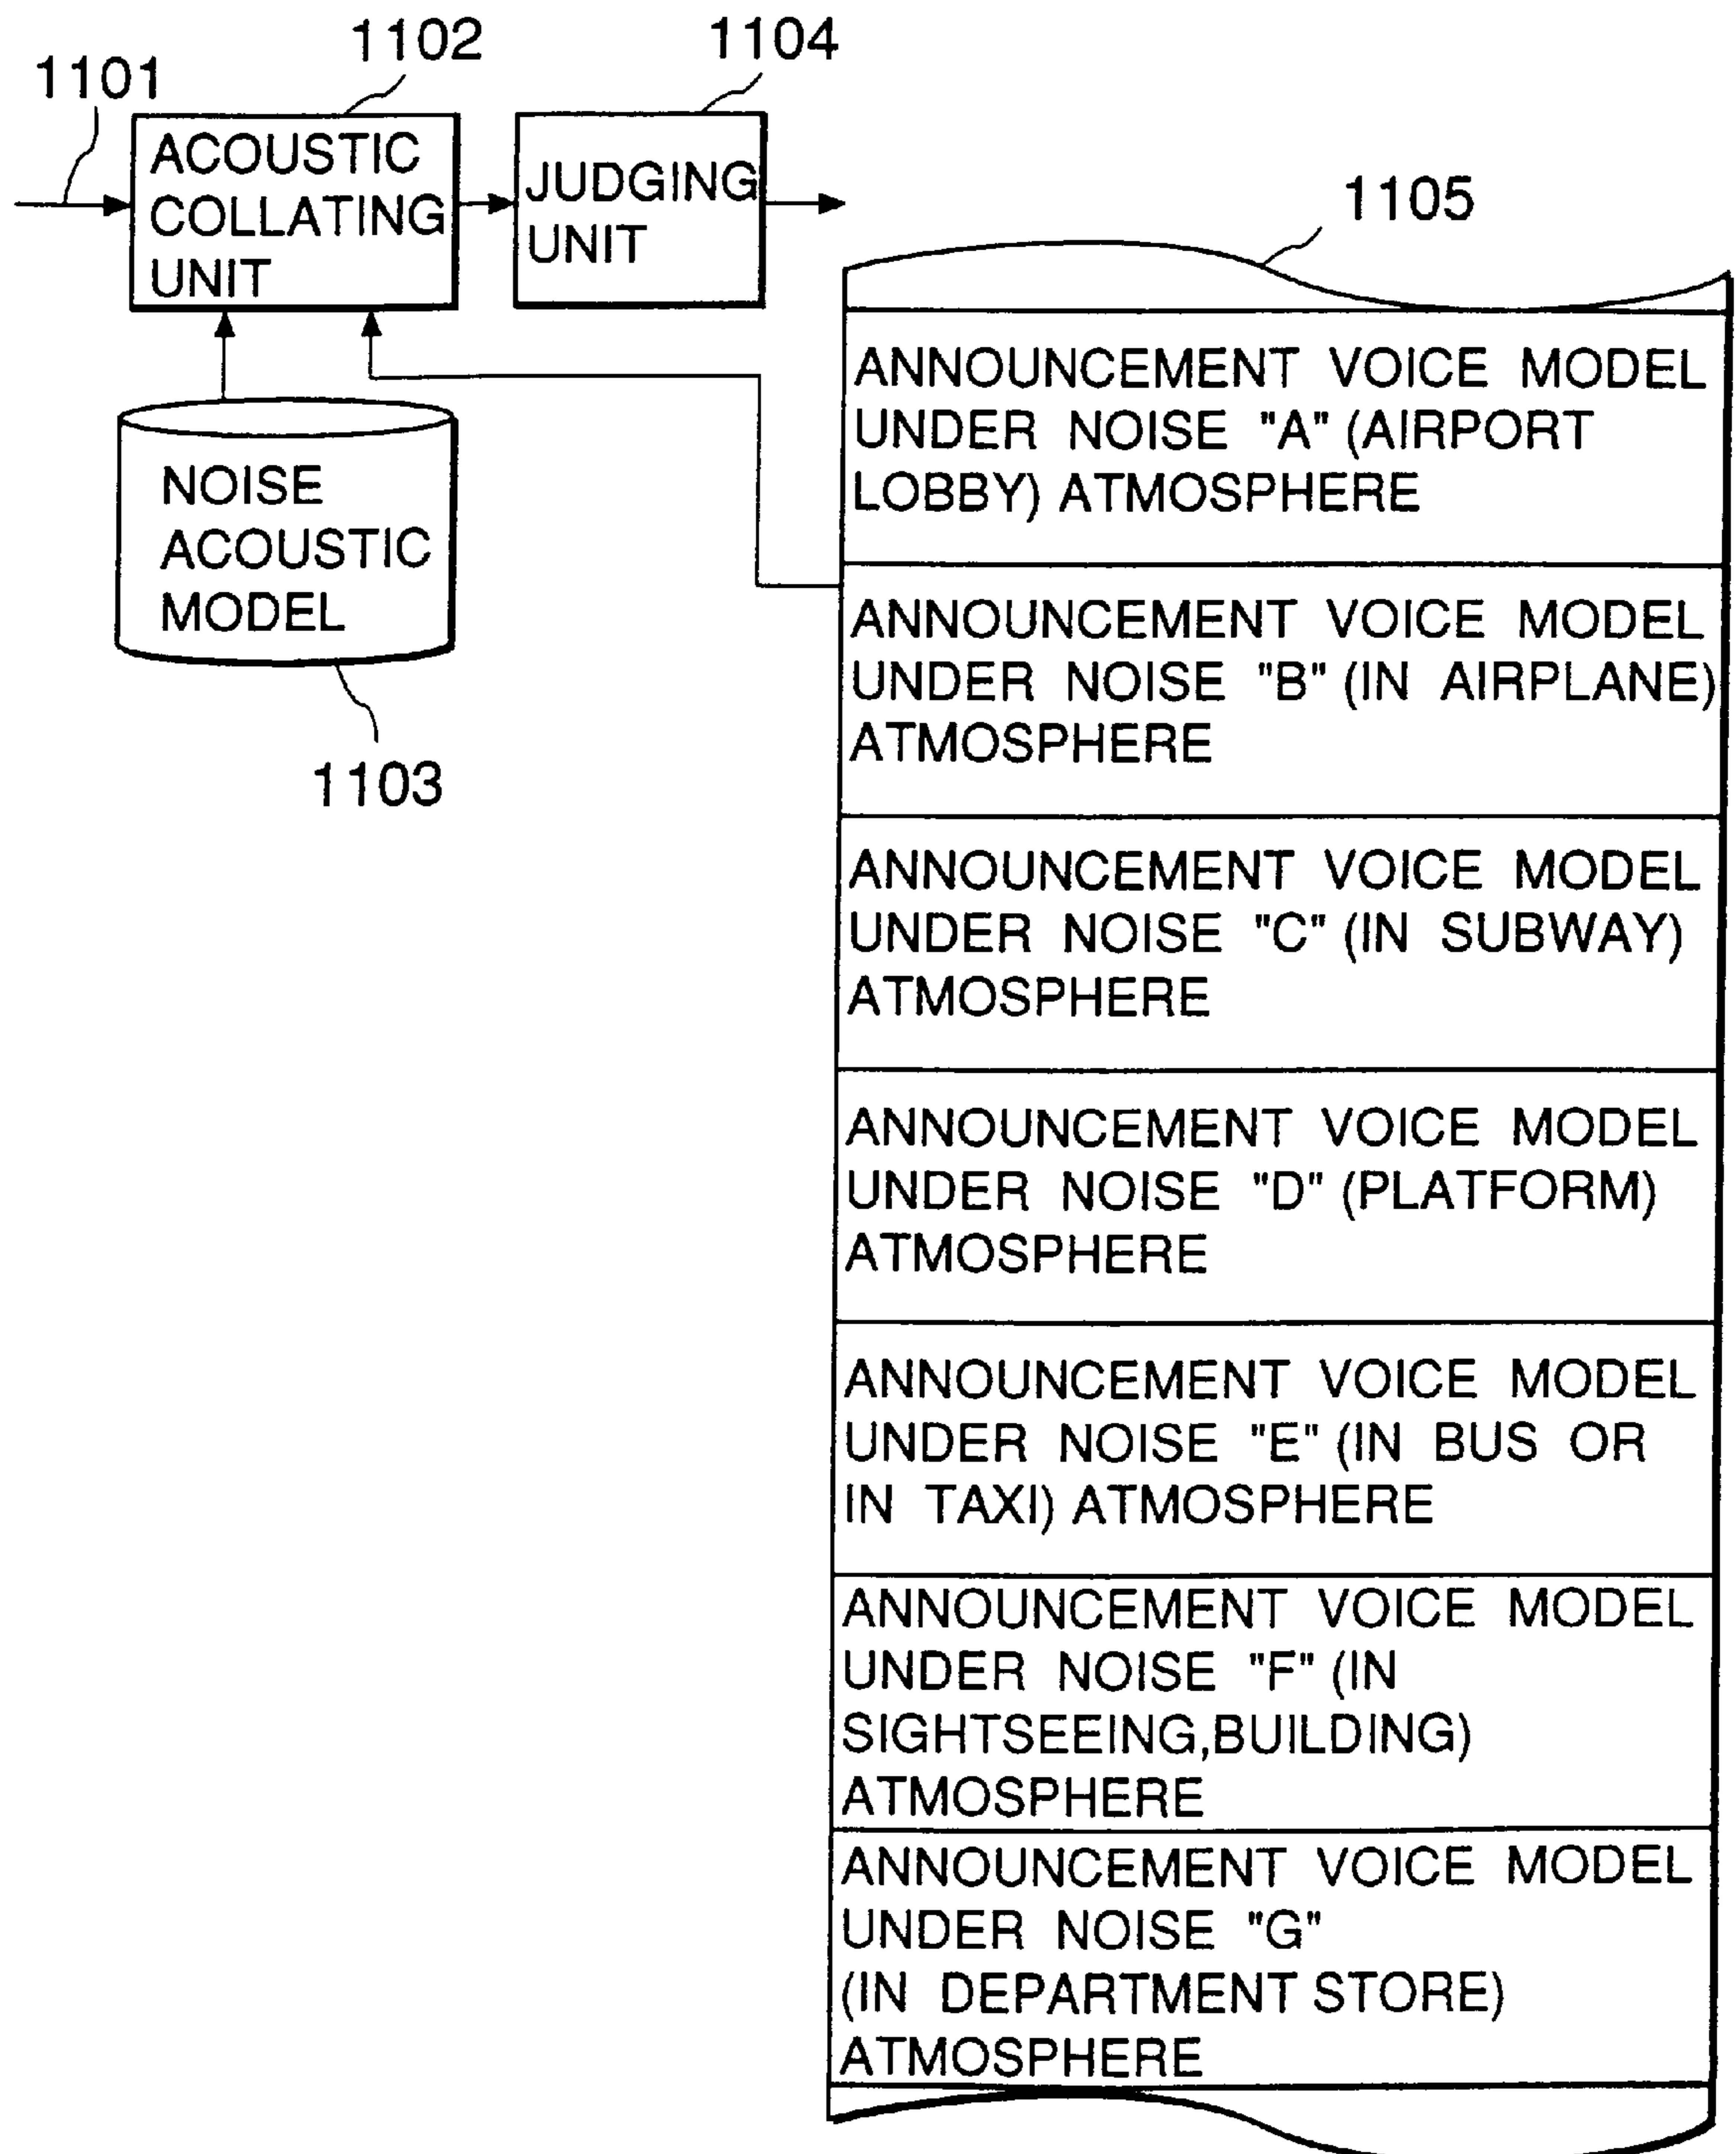 1102
1104
1101
ACOUSTIC
COLLATING
UNIT
JUDGING
UNIT
1105
NOISE
ACOUSTIC
MODEL
1103
ANNOUNCEMENT VOICE MODEL
UNDER NOISE "A" (AIRPORT
LOBBY) ATMOSPHERE
ANNOUNCEMENT VOICE MODEL
UNDER NOISE "B" (IN AIRPLANE)
ATMOSPHERE
ANNOUNCEMENT VOICE MODEL
UNDER NOISE "C" (IN SUBWAY)
ATMOSPHERE
ANNOUNCEMENT VOICE MODEL
UNDER NOISE "D" (PLATFORM)
ATMOSPHERE
ANNOUNCEMENT VOICE MODEL
UNDER NOISE "E" (IN BUS OR
IN TAXI) ATMOSPHERE
ANNOUNCEMENT VOICE MODEL
UNDER NOISE "F" (IN
SIGHTSEEING,BUILDING)
ATMOSPHERE
ANNOUNCEMENT VOICE MODEL
UNDER NOISE "G"
(IN DEPARTMENT STORE)
ATMOSPHERE